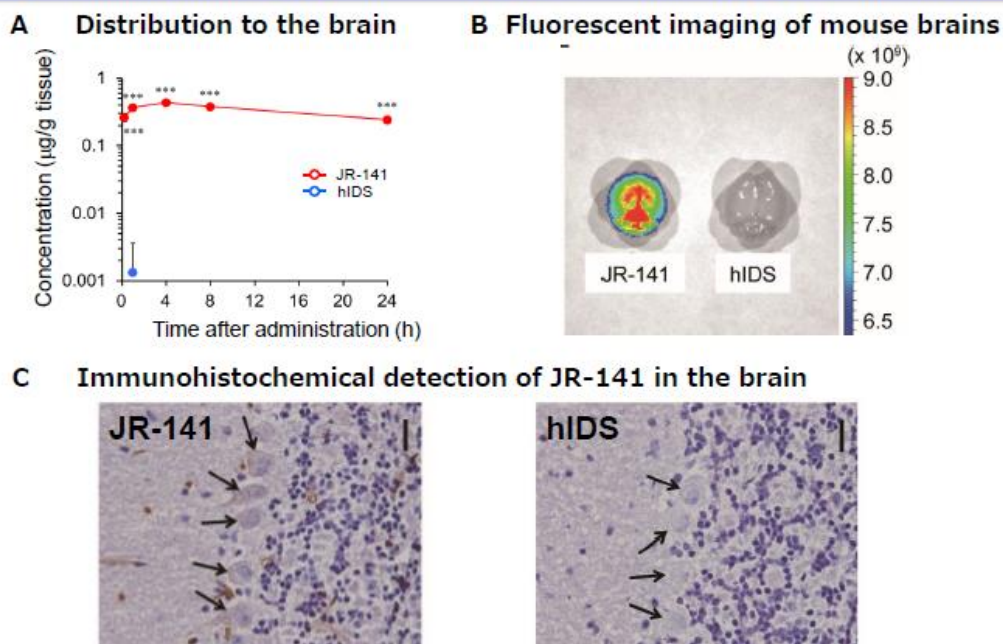 A Distribution to the brain
Concentration (μg/g tissue)
1
0.1
0.01
0.001
***
***
***
***
***
JR-141
hIDS
0 4 8 12 16 20 24
Time after administration (h)
B Fluorescent imaging of mouse brains
(x 10⁹)
9.0
8.5
8.0
7.5
7.0
6.5
JR-141
hIDS
C Immunohistochemical detection of JR-141 in the brain
JR-141
hIDS